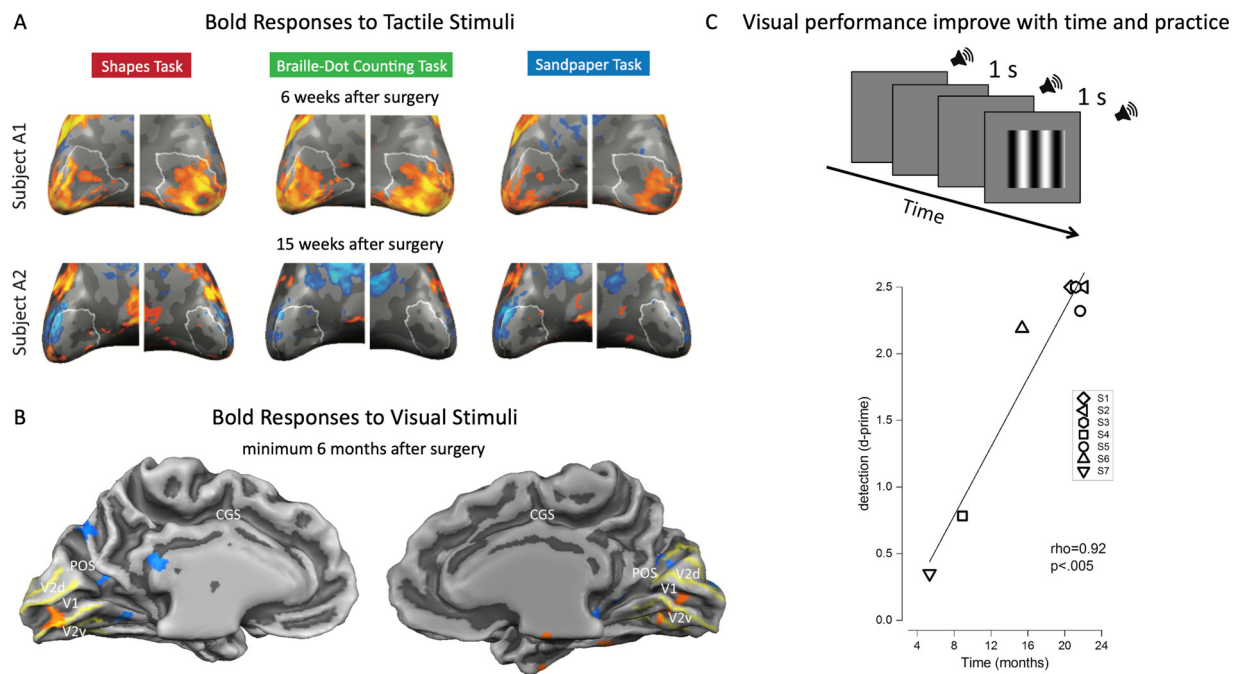 A
Bold Responses to Tactile Stimuli
Shapes Task
Braille-Dot Counting Task
Sandpaper Task
6 weeks after surgery
Subject A1
15 weeks after surgery
Subject A2
B
Bold Responses to Visual Stimuli
minimum 6 months after surgery
CGS
POS
V2d
V1
V2v
CGS
POS
V2d
V1
V2v
C
Visual performance improve with time and practice
1 s
1 s
Time
detection (d-prime)
2.5
2.0
1.5
1.0
0.5
0.0
S1
S2
S3
S4
S5
S6
S7
rho=0.92
p<.005
4 8 12 16 20 24
Time (months)